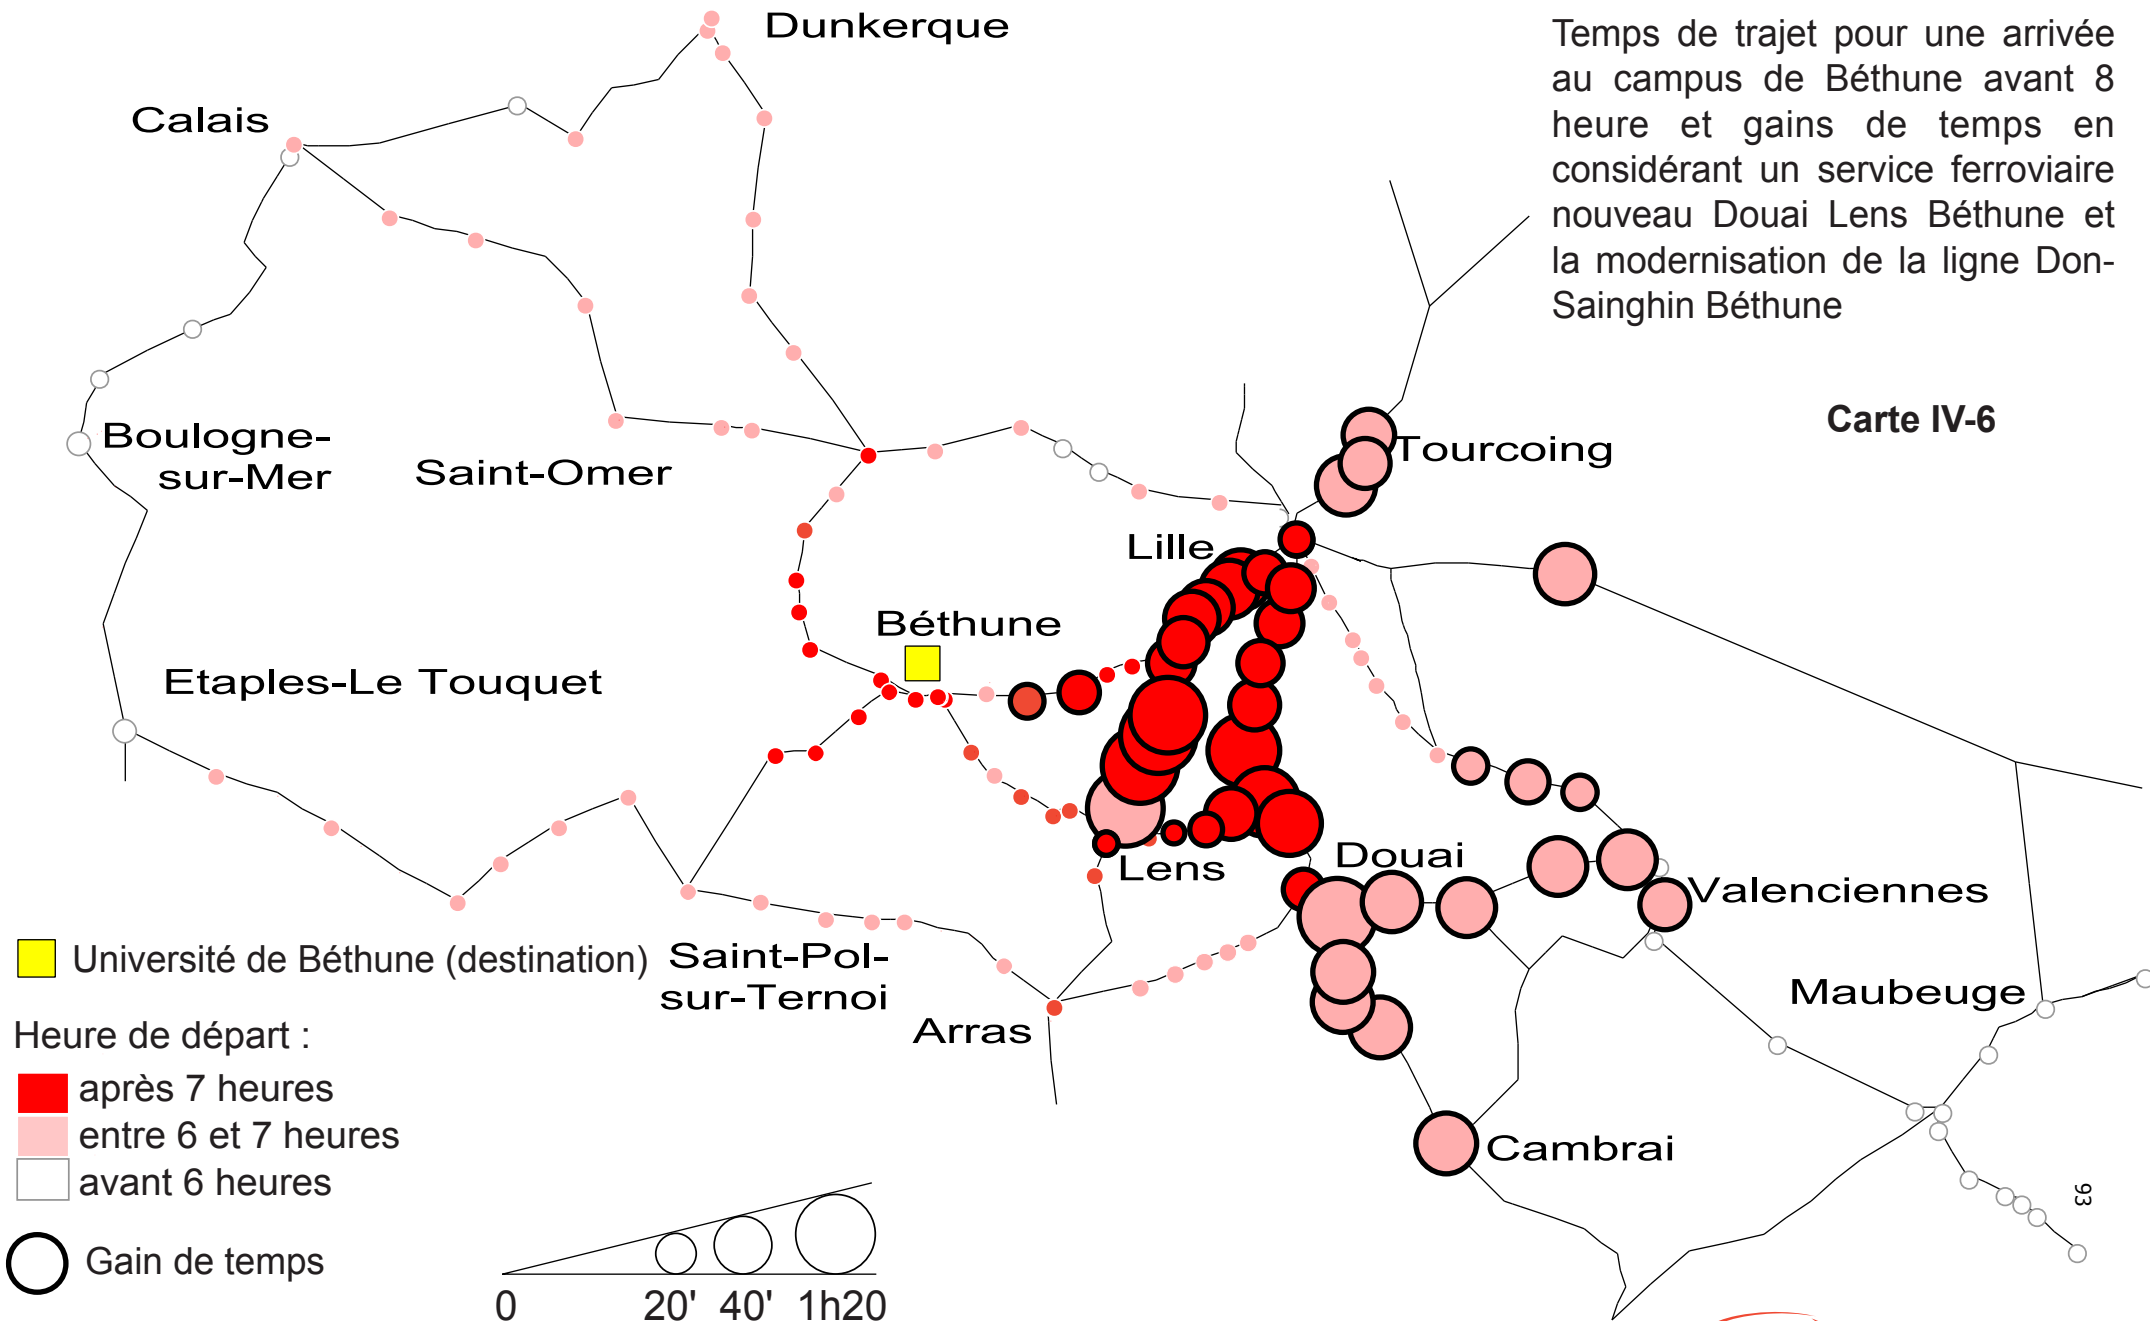 Dunkerque
Temps de trajet pour une arrivée
au campus de Béthune avant 8
heure et gains de temps en
considérant un service ferroviaire
nouveau Douai Lens Béthune et
la modernisation de la ligne Don-
Sainghin Béthune
Calais
Carte IV-6
Boulogne-
sur-Mer
Saint-Omer
Tourcoing
Lille
Béthune
Etaples-Le Touquet
Lens
Douai
Valenciennes
Université de Béthune (destination)
Saint-Pol-
sur-Ternoi
Maubeuge
Arras
Heure de départ :
après 7 heures
entre 6 et 7 heures
avant 6 heures
Cambrai
93
Gain de temps
0 20' 40' 1h20